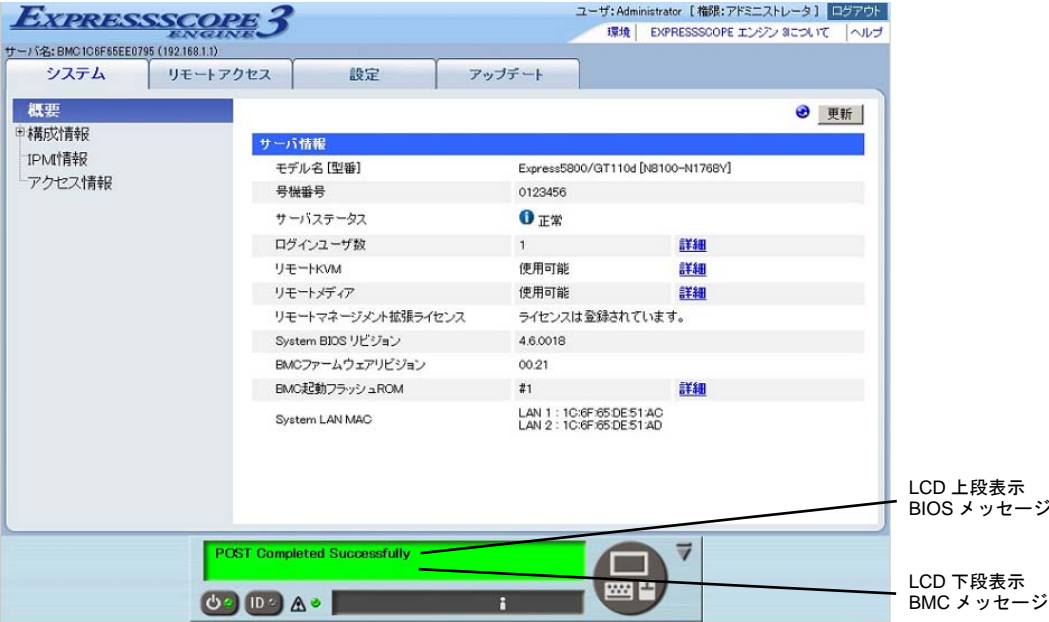 EXPRESSSCOPE 3
ENGINE
ユーザ:Administrator [権限:アドミニストレータ] ログアウト
環境 EXPRESSSCOPE エンジン 3について ヘルプ
サーバ名: BMC1C6F65EE0795 (192.168.1.1)
システム リモートアクセス 設定 アップデート
概要
構成情報
IPMI情報
アクセス情報
更新
サーバ情報
モデル名 [型番] Express5800/GT110d [N8100-N1768Y]
号機番号 0123456
サーバステータス 正常
ログインユーザ数 1 詳細
リモートKVM 使用可能 詳細
リモートメディア 使用可能 詳細
リモートマネージメント拡張ライセンス ライセンスは登録されています。
System BIOS リビジョン 4.6.0018
BMCファームウェアリビジョン 00.21
BMC起動フラッシュROM #1 詳細
System LAN MAC LAN 1 : 1C:6F:65:DE:51:AC
LAN 2 : 1C:6F:65:DE:51:AD
LCD 上段表示
BIOS メッセージ
POST Completed Successfully
LCD 下段表示
BMC メッセージ
ID